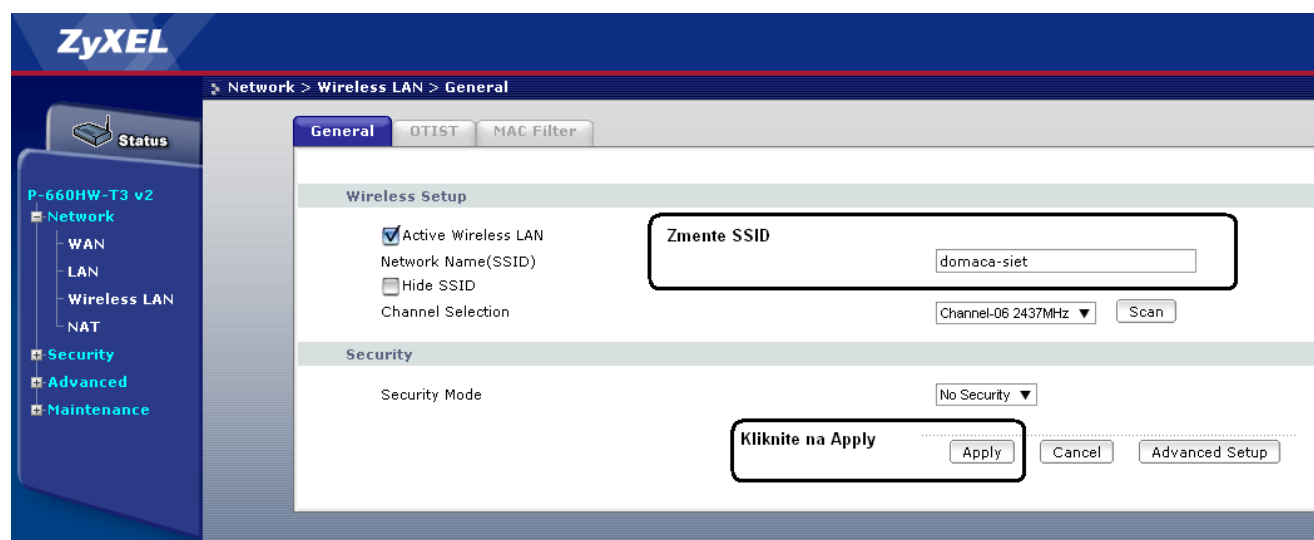 ZyXEL
Network > Wireless LAN > General
Status
General OTIST MAC Filter
P-660HW-T3 v2
Network
WAN
LAN
Wireless LAN
NAT
Security
Advanced
Maintenance
Wireless Setup
Active Wireless LAN
Zmente SSID
Network Name(SSID) domaca-siet
Hide SSID
Channel Selection Channel-06 2437MHz Scan
Security
Security Mode No Security
Kliknite na Apply
Apply Cancel Advanced Setup